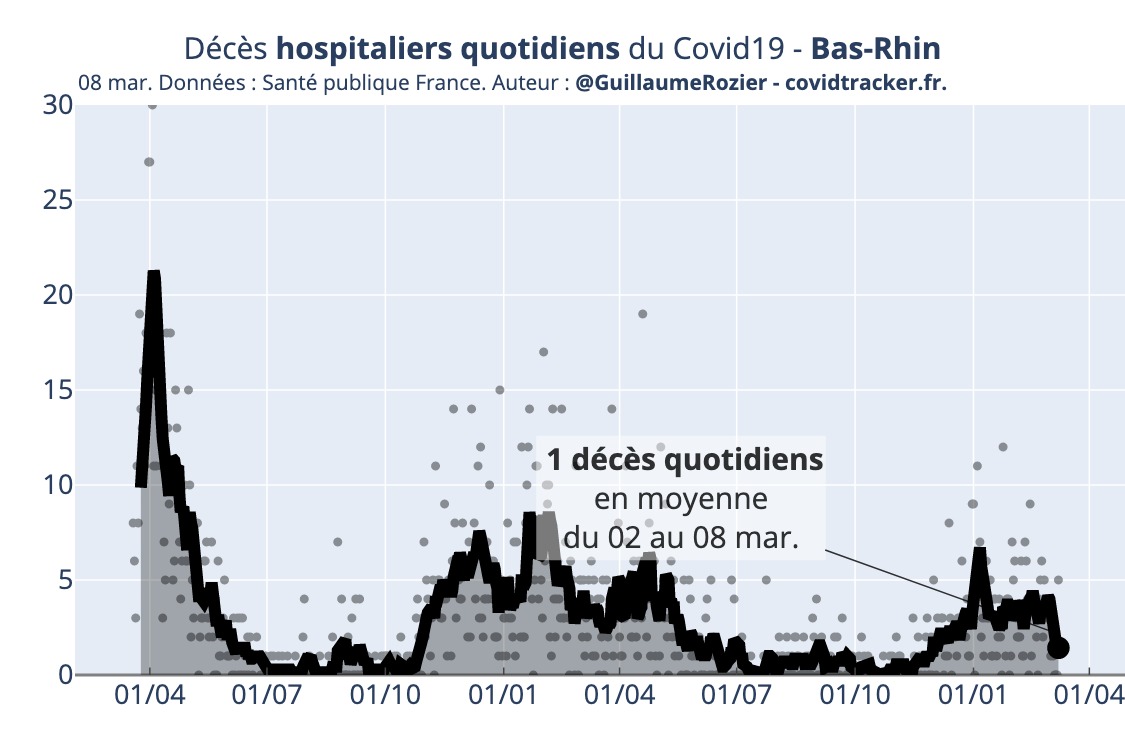 Décès hospitaliers quotidiens du Covid19 - Bas-Rhin
08 mar. Données : Santé publique France. Auteur : @GuillaumeRozier - covidtracker.fr.
30
25
20
15
10
5
0
1 décès quotidiens
en moyenne
du 02 au 08 mar.
01/04 01/07 01/10 01/01 01/04 01/07 01/10 01/01 01/04